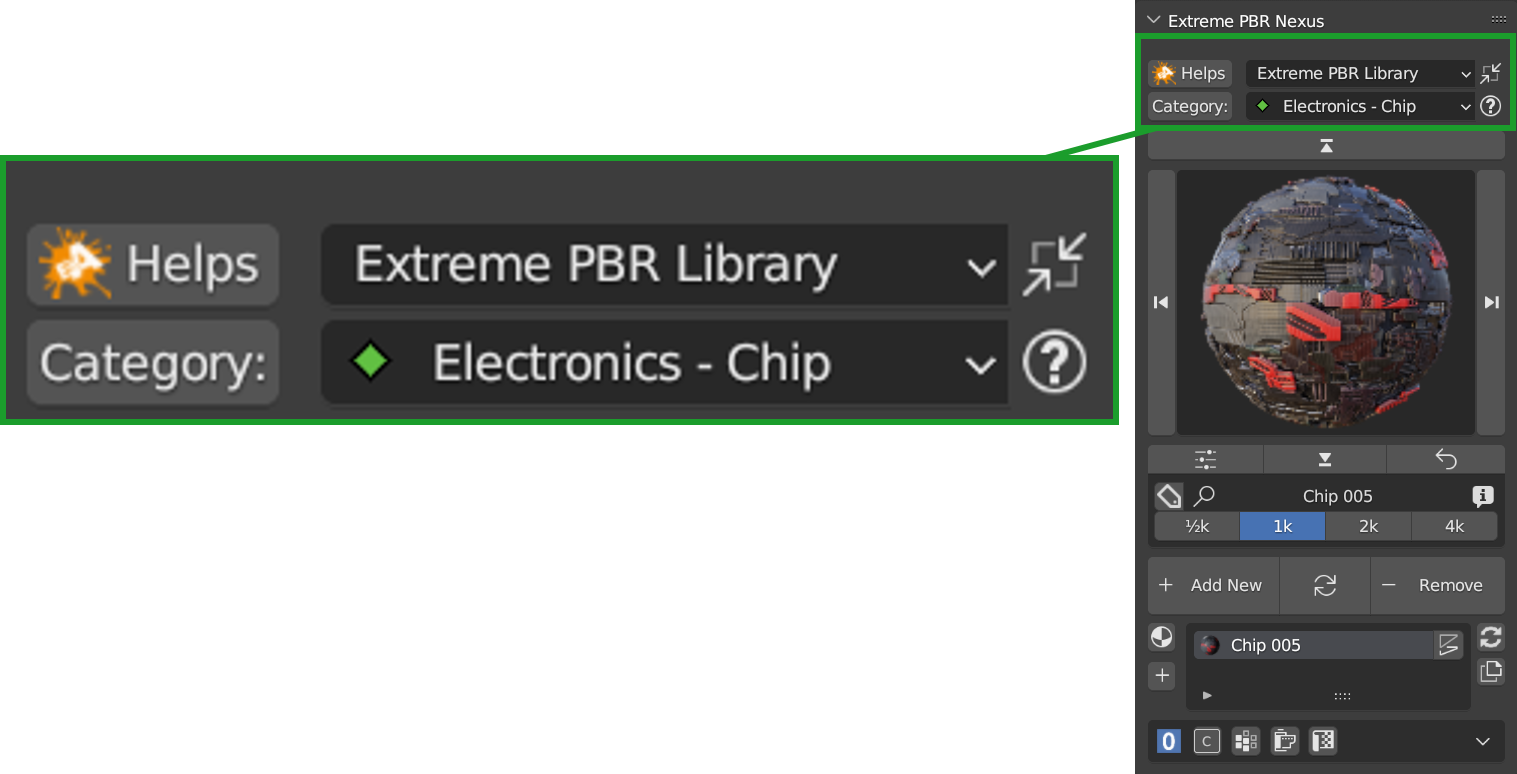 Helps Extreme PBR Library
Category: Electronics - Chip
?
Extreme PBR Nexus
Helps Extreme PBR Library
Category: Electronics - Chip
?
Chip 005
i
½k 1k 2k 4k
+ Add New − Remove
Chip 005
+
0 C